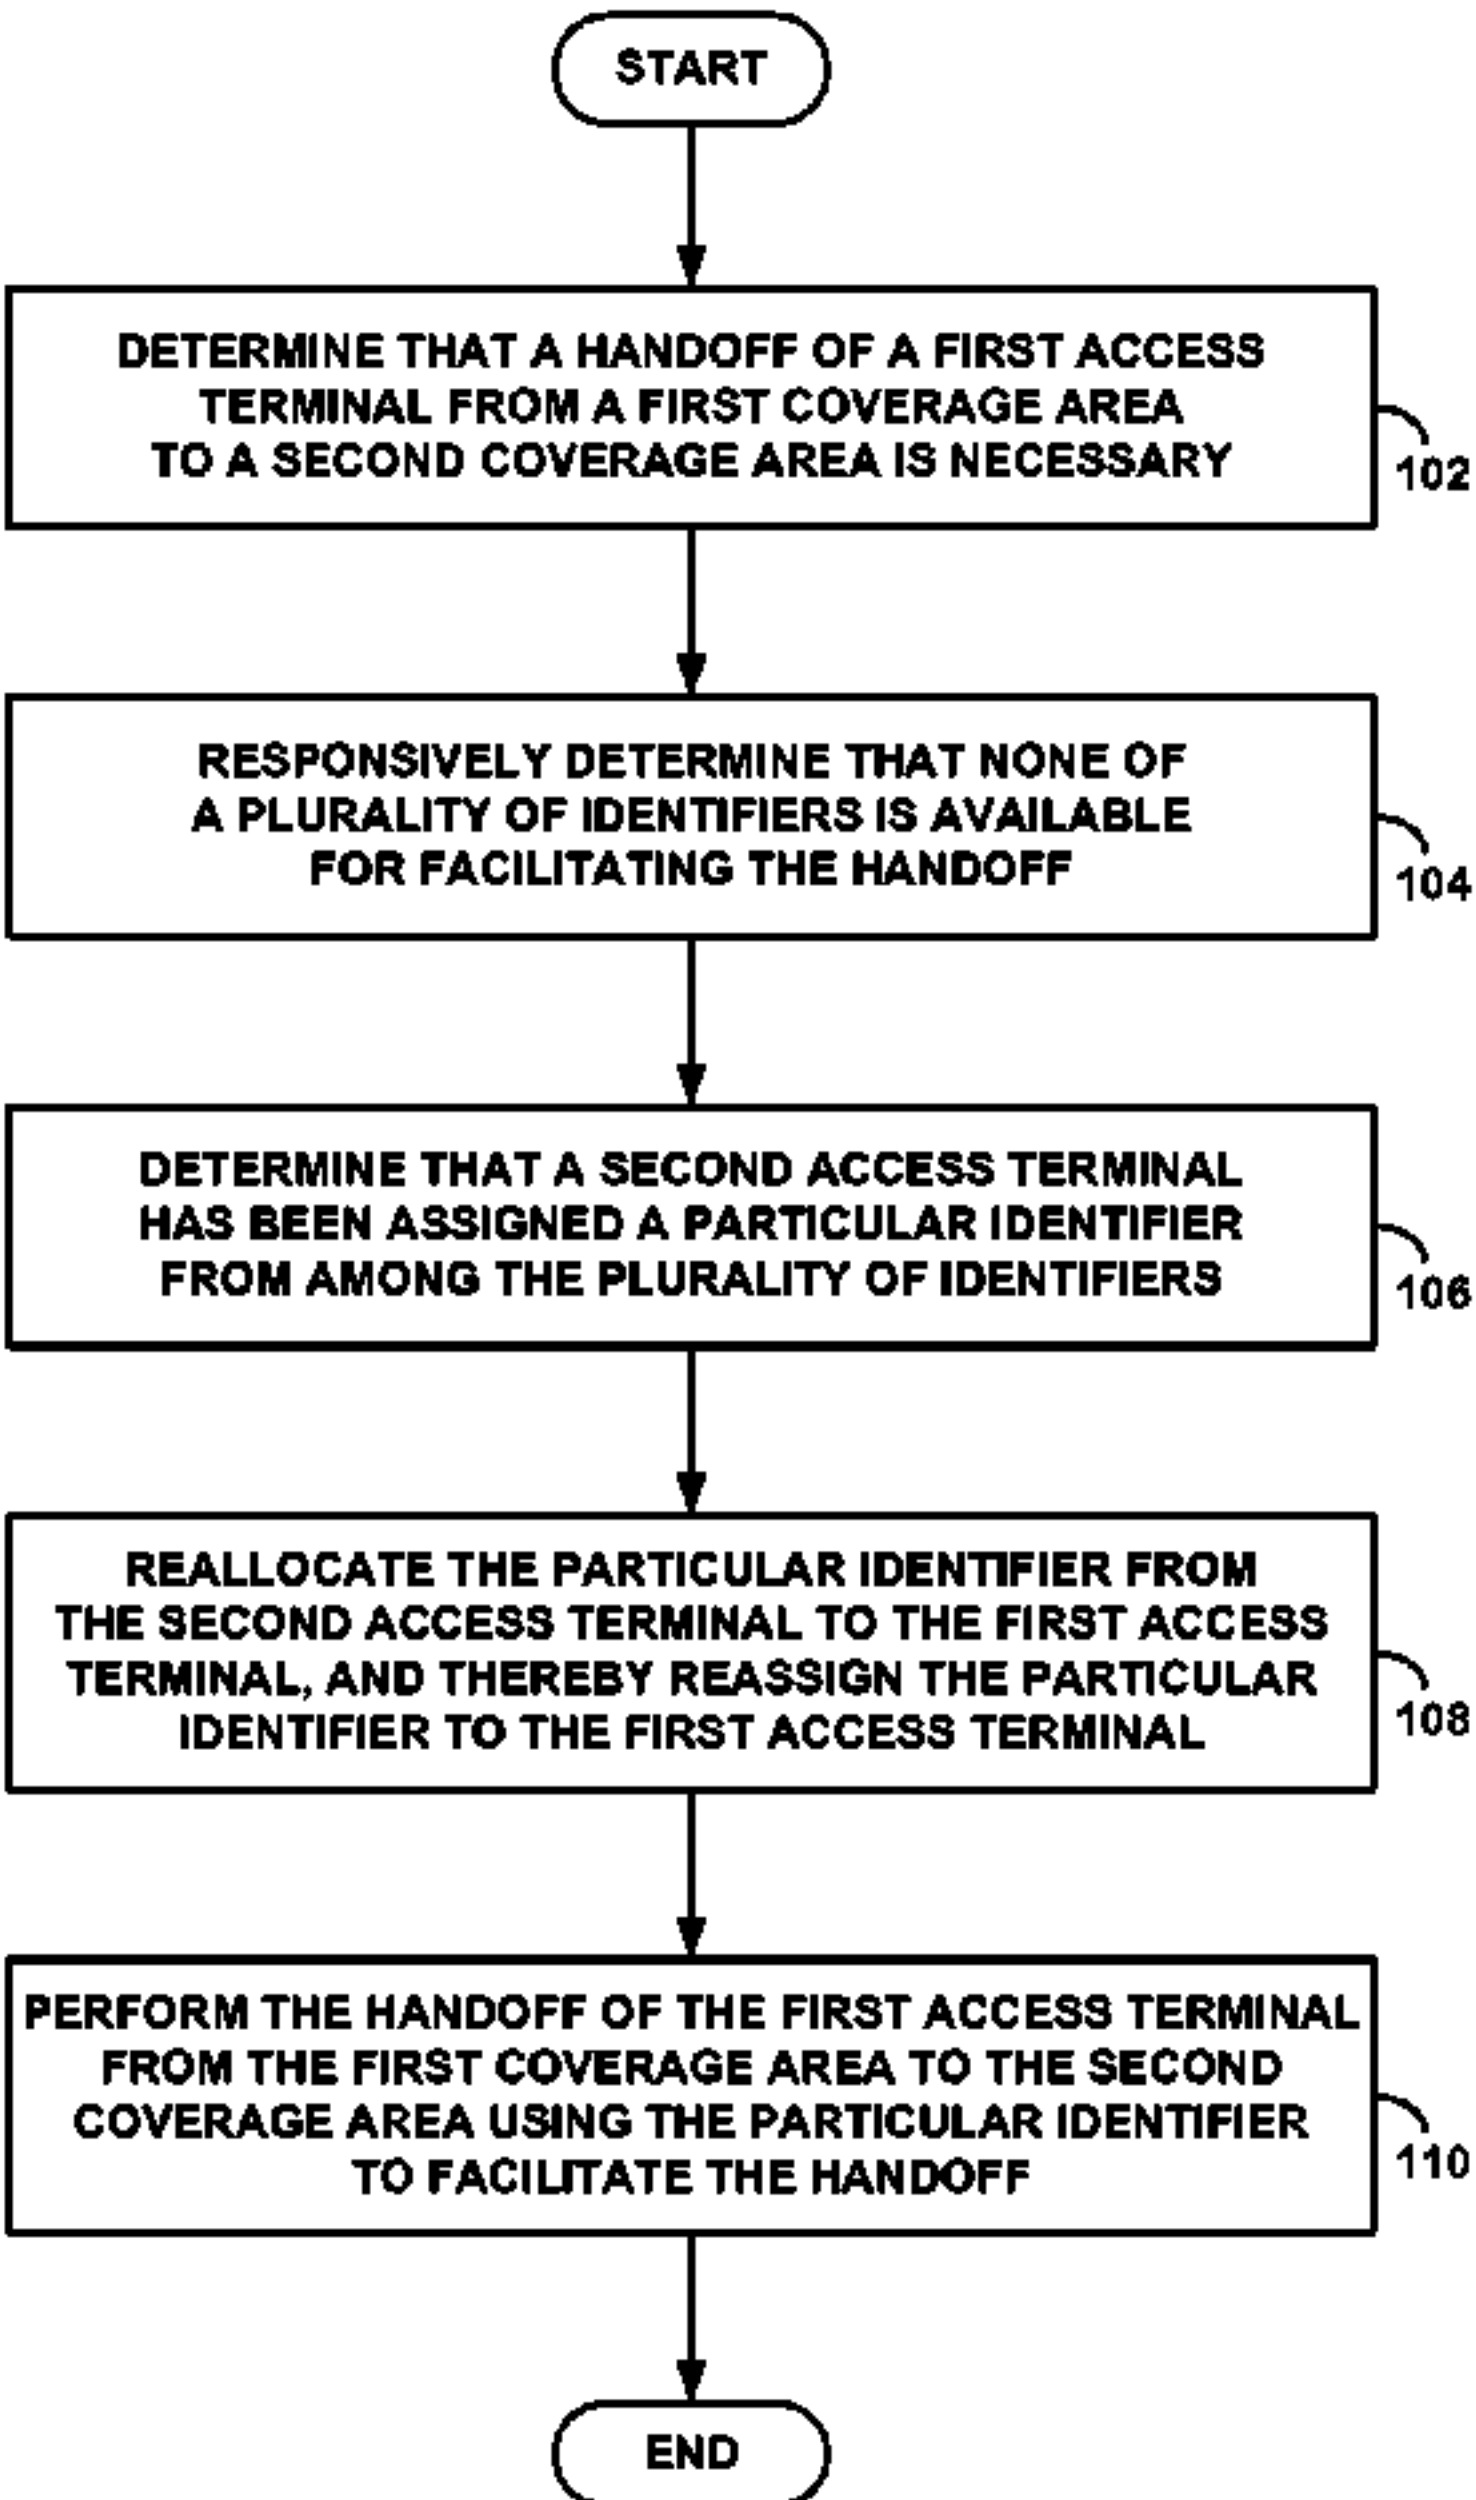 START
DETERMINE THAT A HANDOFF OF A FIRST ACCESS
TERMINAL FROM A FIRST COVERAGE AREA
TO A SECOND COVERAGE AREA IS NECESSARY
102
RESPONSIVELY DETERMINE THAT NONE OF
A PLURALITY OF IDENTIFIERS IS AVAILABLE
FOR FACILITATING THE HANDOFF
104
DETERMINE THAT A SECOND ACCESS TERMINAL
HAS BEEN ASSIGNED A PARTICULAR IDENTIFIER
FROM AMONG THE PLURALITY OF IDENTIFIERS
106
REALLOCATE THE PARTICULAR IDENTIFIER FROM
THE SECOND ACCESS TERMINAL TO THE FIRST ACCESS
TERMINAL, AND THEREBY REASSIGN THE PARTICULAR
IDENTIFIER TO THE FIRST ACCESS TERMINAL
108
PERFORM THE HANDOFF OF THE FIRST ACCESS TERMINAL
FROM THE FIRST COVERAGE AREA TO THE SECOND
COVERAGE AREA USING THE PARTICULAR IDENTIFIER
TO FACILITATE THE HANDOFF
110
END